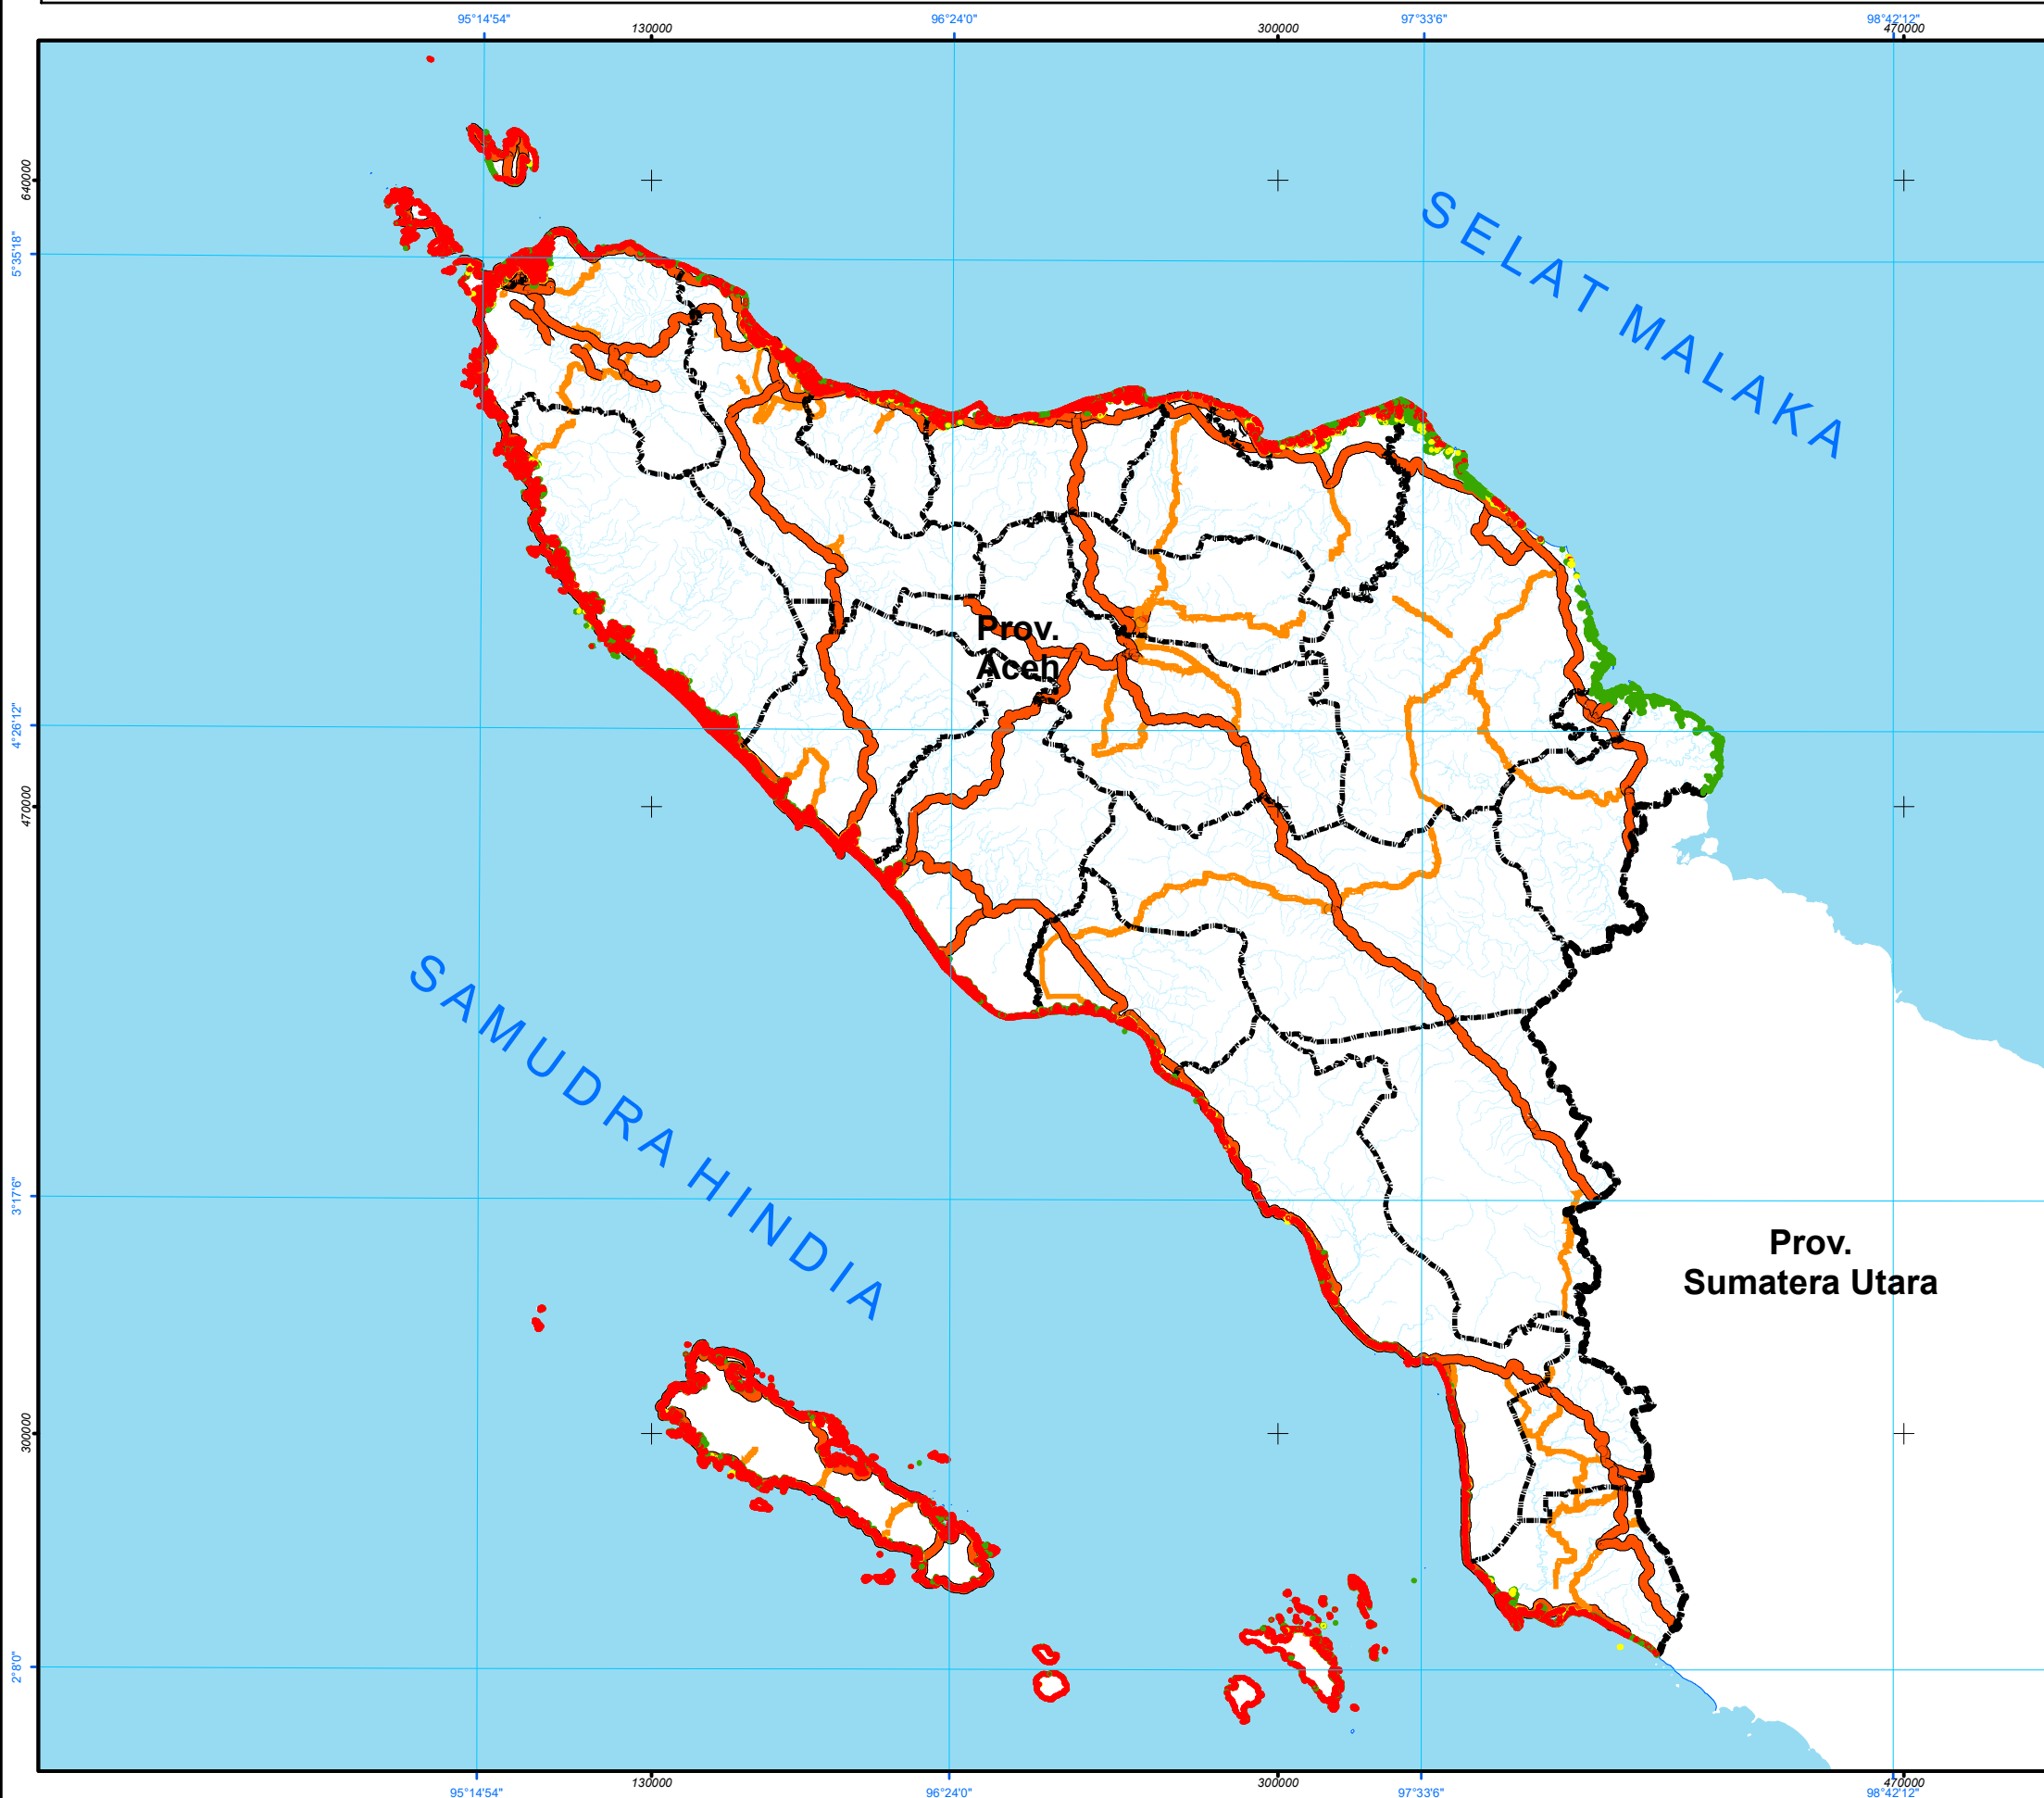 95°14'54" 96°24'0" 97°33'6" 98°42'12"
130000 300000 470000
640000
5°35'18"
SELAT MALAKA
Prov.
Aceh
4°26'12"
470000
SAMUDRA HINDIA
3°17'6"
Prov.
Sumatera Utara
300000
2°8'0"
130000 300000 470000
95°14'54" 96°24'0" 97°33'6" 98°42'12"